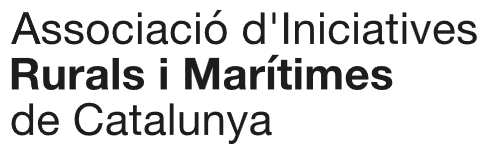 Associació d'Iniciatives
Rurals i Marítimes
de Catalunya